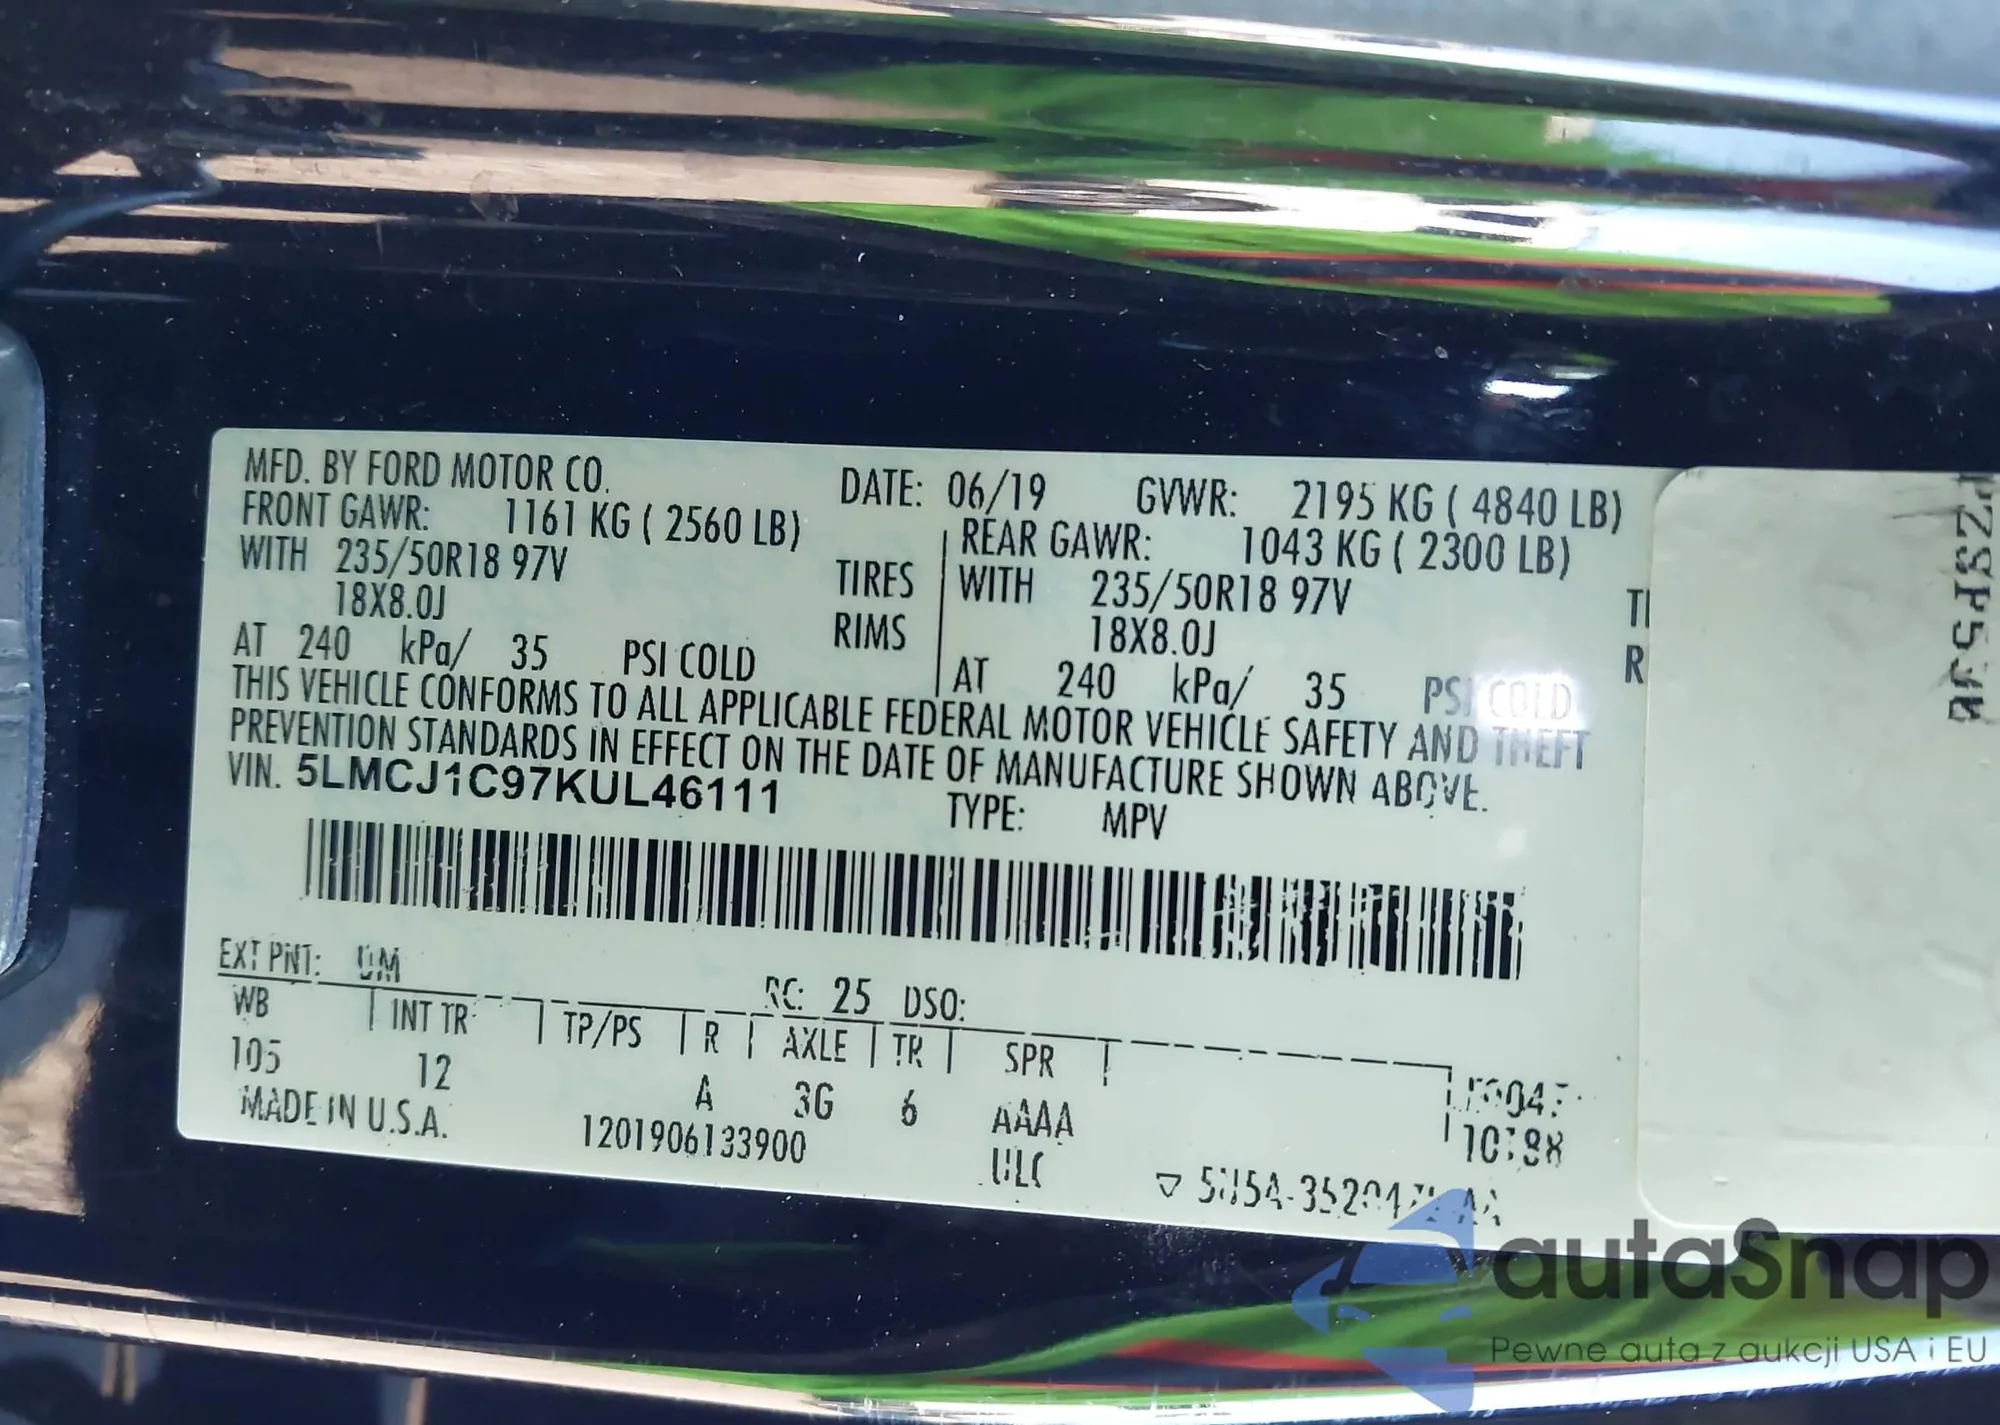 MFD. BY FORD MOTOR CO. DATE: 06/19 GVWR: 2195 KG ( 4840 LB)
FRONT GAWR: 1161 KG ( 2560 LB) REAR GAWR: 1043 KG ( 2300 LB)
WITH 235/50R18 97V TIRES WITH 235/50R18 97V TI
18X8.0J RIMS 18X8.0J R
AT 240 kPa/ 35 PSI COLD AT 240 kPa/ 35 PSI COLD
THIS VEHICLE CONFORMS TO ALL APPLICABLE FEDERAL MOTOR VEHICLE SAFETY AND THEFT
PREVENTION STANDARDS IN EFFECT ON THE DATE OF MANUFACTURE SHOWN ABOVE.
VIN. 5LMCJ1C97KUL46111 TYPE: MPV
EXT PNT: UM RC: 25 DSO:
WB INT TR TP/PS R AXLE TR SPR
105 12 A 3G 6 AAAA
MADE IN U.S.A. 1201906133900 ULC
autaSnap
Pewne auta z aukcji USA i EU